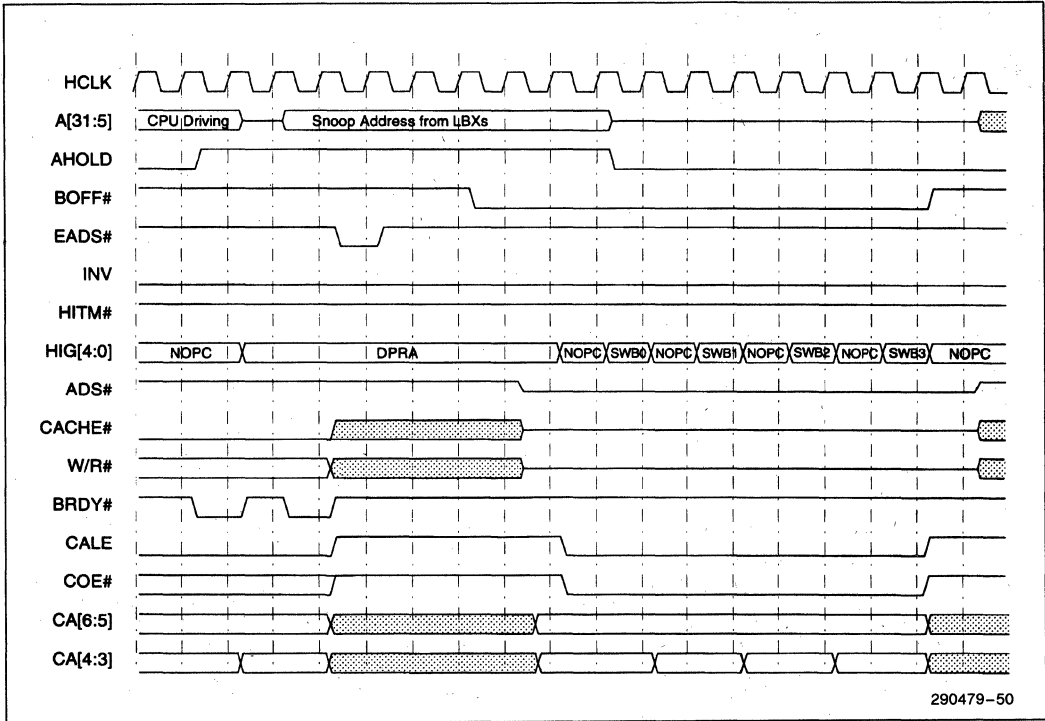 HCLK
A[31:5] CPU Driving Snoop Address from LBXs
AHOLD
BOFF#
EADS#
INV
HITM#
HIG[4:0] NOPC DPRA NOPC SWB0 NOPC SWB1 NOPC SWB2 NOPC SWB3 NOPC
ADS#
CACHE#
W/R#
BRDY#
CALE
COE#
CA[6:5]
CA[4:3]
290479-50